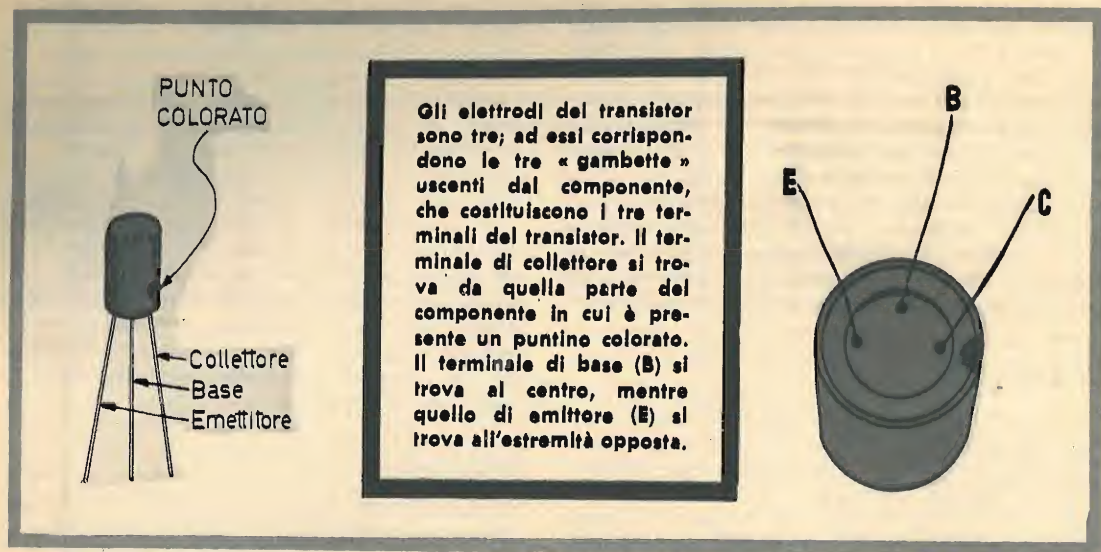 PUNTO
COLORATO
Collettore
Base
Emettitore
Gli elettrodi del transistor
sono tre; ad essi corrispon-
dono le tre « gambette »
uscenti dal componente,
che costituiscono i tre ter-
minali del transistor. Il ter-
minale di collettore si tro-
va da quella parte del
componente in cui è pre-
sente un puntino colorato.
Il terminale di base (B) si
trova al centro, mentre
quello di emittore (E) si
trova all'estremità opposta.
B
E
C